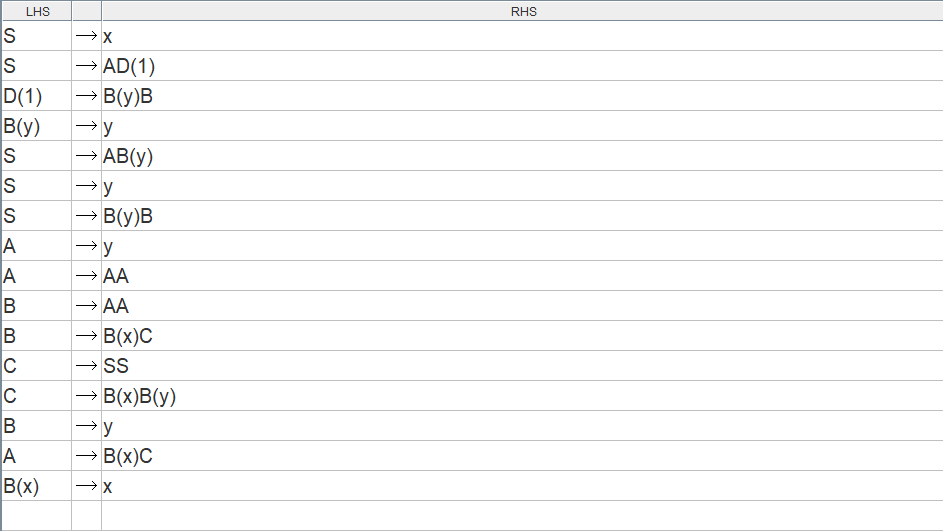 LHS RHS
S → x
S → AD(1)
D(1) → B(y)B
B(y) → y
S → AB(y)
S → y
S → B(y)B
A → y
A → AA
B → AA
B → B(x)C
C → SS
C → B(x)B(y)
B → y
A → B(x)C
B(x) → x